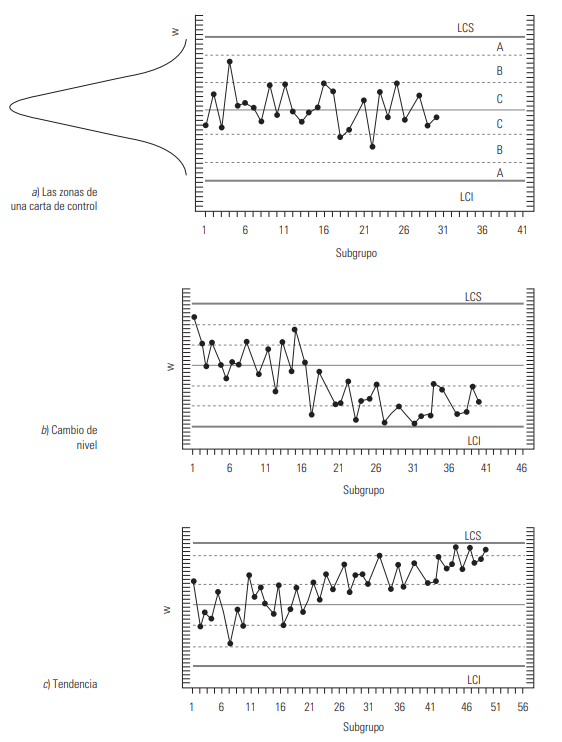 w
LCS
A
B
C
C
B
A
LCI
a) Las zonas de
una carta de control
1 6 11 16 21 26 31 36 41
Subgrupo
LCS
w
b) Cambio de
nivel
LCI
1 6 11 16 21 26 31 36 41 46
Subgrupo
LCS
w
c) Tendencia
LCI
1 6 11 16 21 26 31 36 41 46 51 56
Subgrupo